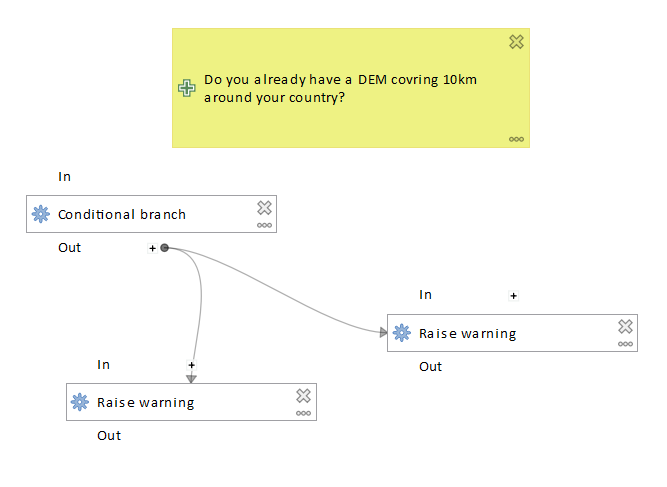 Do you already have a DEM covring 10km
around your country?
In
Conditional branch
Out +
In +
Raise warning
Out
In +
Raise warning
Out